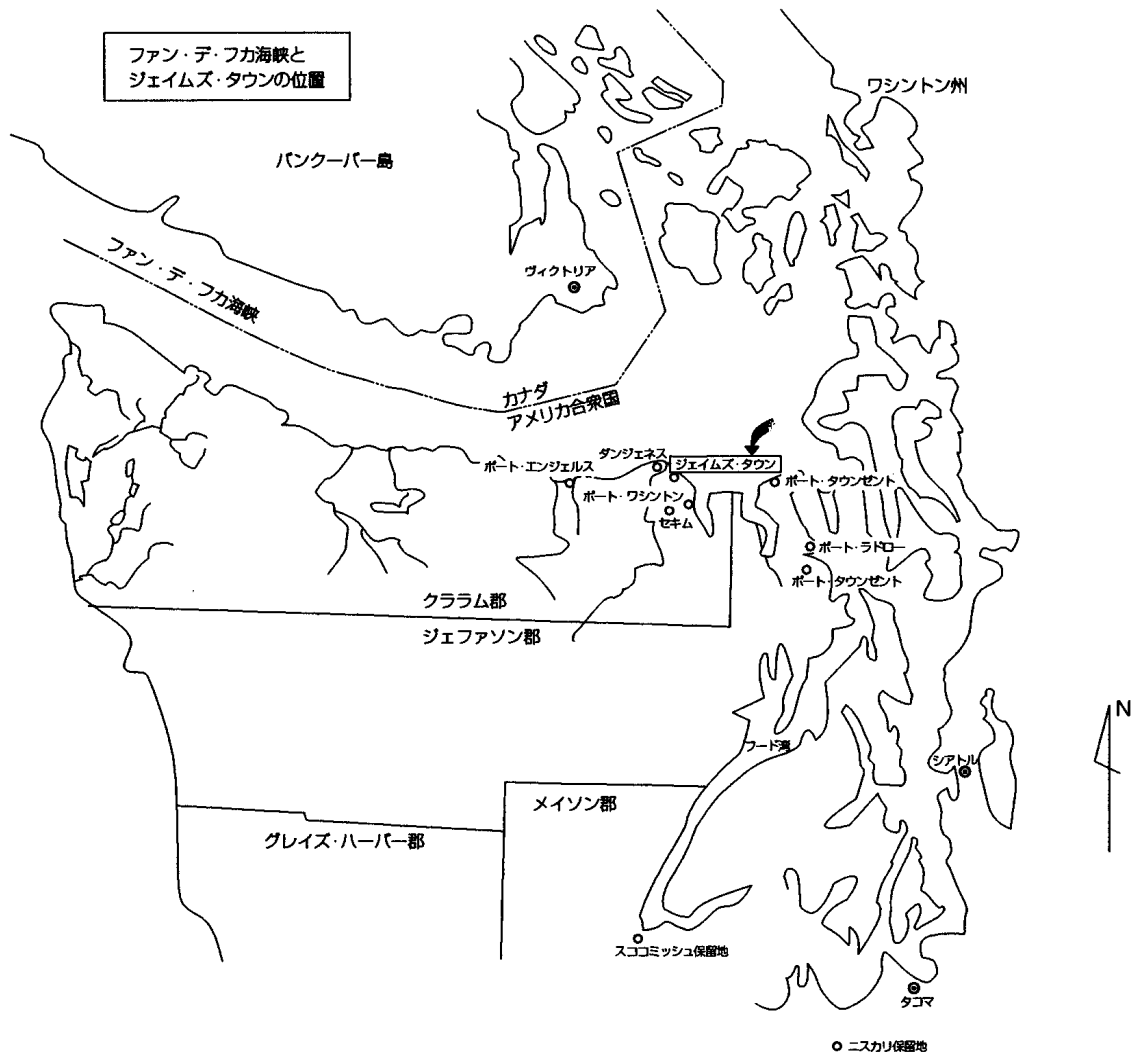 ファン・デ・フカ海峡と
ジェイムズ・タウンの位置
ワシントン州
バンクーバー島
ヴィクトリア
ファン・デ・フカ海峡
カナダ
アメリカ合衆国
ダンジェネス
ジェイムズ・タウン
ポート・エンジェルス
ポート・タウンゼント
ポート・ワシントン
セキム
ポート・ラドロー
ポート・タウンゼント
クララム郡
ジェファソン郡
N
フード湾
シアトル
メイソン郡
グレイズ・ハーバー郡
スココミッシュ保留地
タコマ
ニスカリ保留地